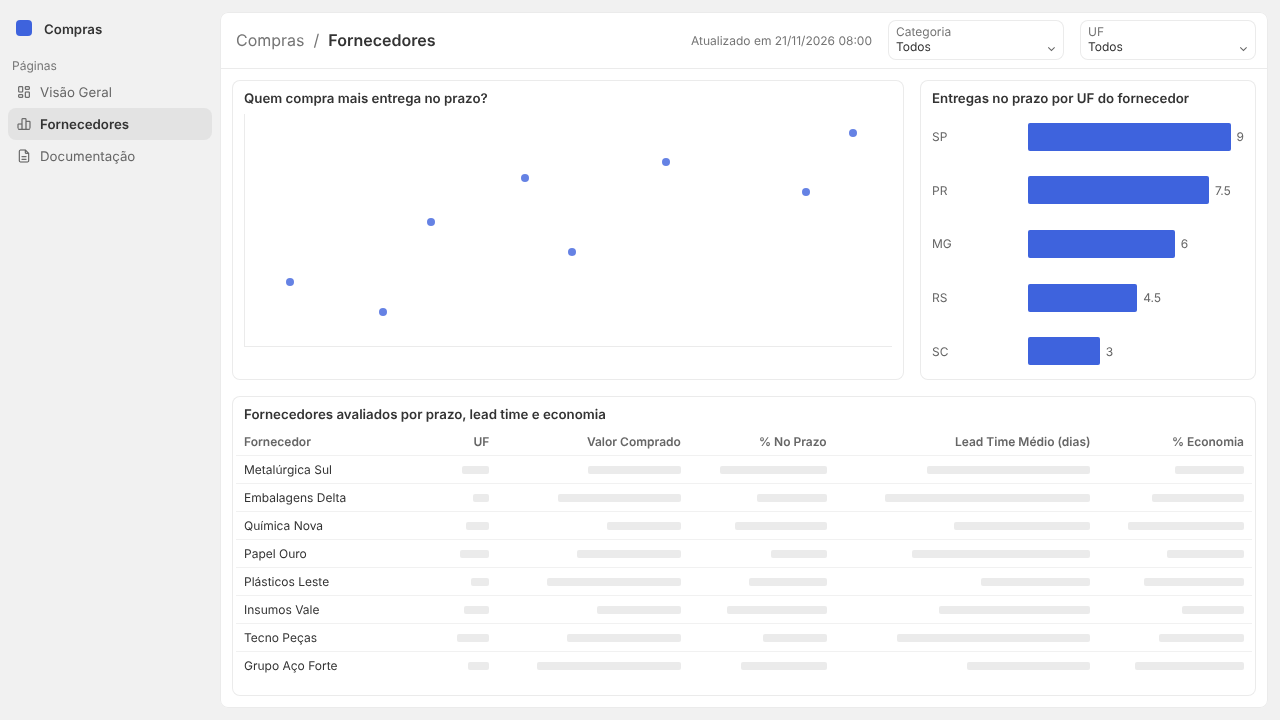 Compras
Páginas
Visão Geral
Fornecedores
Documentação
Compras / Fornecedores
Atualizado em 21/11/2026 08:00
Categoria
Todos
UF
Todos
Quem compra mais entrega no prazo?
Entregas no prazo por UF do fornecedor
SP 9
PR 7.5
MG 6
RS 4.5
SC 3
Fornecedores avaliados por prazo, lead time e economia
Fornecedor UF Valor Comprado % No Prazo Lead Time Médio (dias) % Economia
Metalúrgica Sul
Embalagens Delta
Química Nova
Papel Ouro
Plásticos Leste
Insumos Vale
Tecno Peças
Grupo Aço Forte